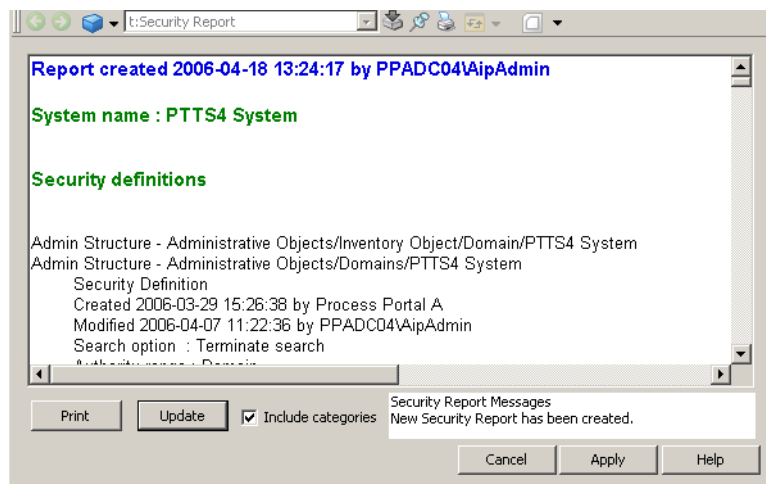 t:Security Report
Report created 2006-04-18 13:24:17 by PPADC04\AipAdmin
System name : PTTS4 System
Security definitions
Admin Structure - Administrative Objects/Inventory Object/Domain/PTTS4 System
Admin Structure - Administrative Objects/Domains/PTTS4 System
Security Definition
Created 2006-03-29 15:26:38 by Process Portal A
Modified 2006-04-07 11:22:36 by PPADC04\AipAdmin
Search option : Terminate search
Authority range : Domain
Print
Update
Include categories
Security Report Messages
New Security Report has been created.
Cancel
Apply
Help